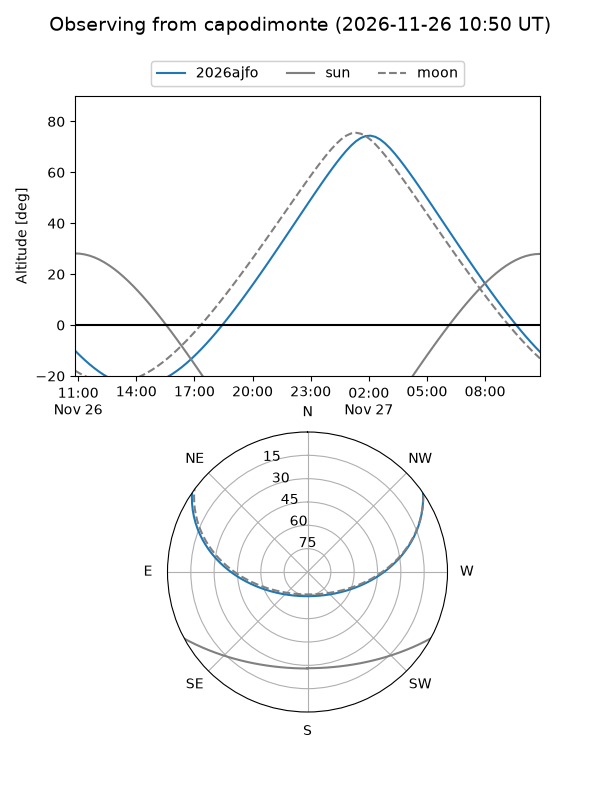 Observing from capodimonte (2026-11-26 10:50 UT)
2026ajfo sun moon
80
60
40
20
0
−20
Altitude [deg]
11:00 14:00 17:00 20:00 23:00 02:00 05:00 08:00
Nov 26 Nov 27
N
NE NW
15
30
45
60
75
E W
SE SW
S